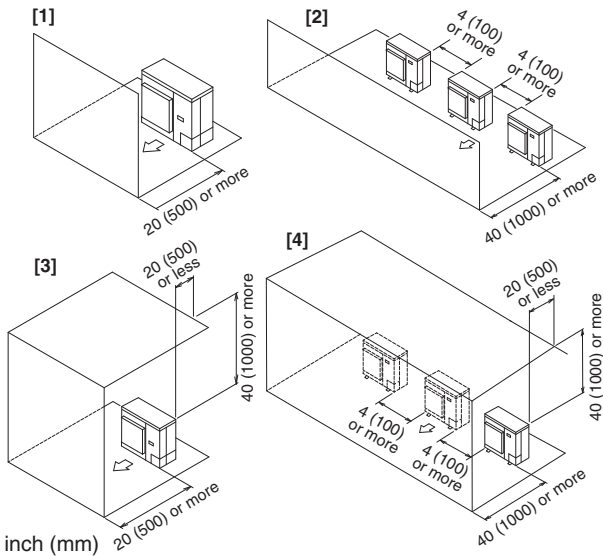 [1]
20 (500) or more
[2]
4 (100)
or more
4 (100)
or more
40 (1000) or more
[3]
20 (500)
or less
40 (1000) or more
20 (500) or more
[4]
20 (500)
or less
40 (1000) or more
4 (100)
or more
4 (100)
or more
40 (1000) or more
inch (mm)